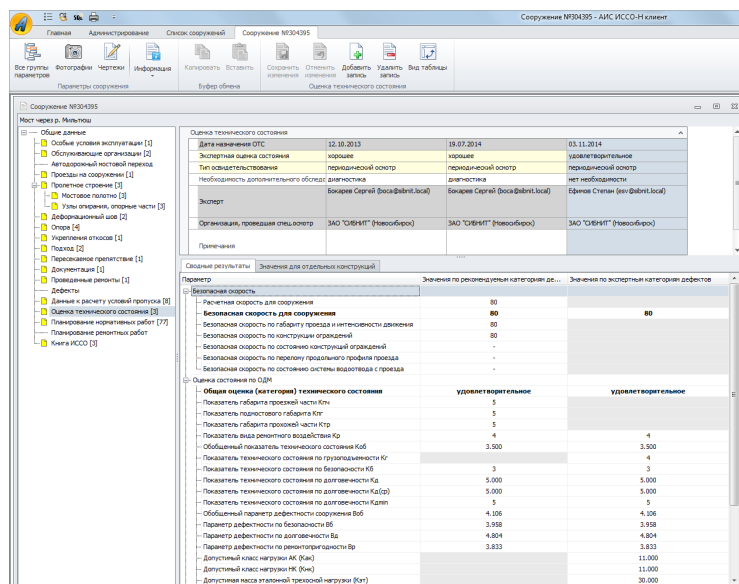 Сооружение №304395 - АИС ИССО-Н клиент
Главная Администрирование Список сооружений Сооружение №304395
Все группы параметров Фотографии Чертежи Информация Копировать Вставить Сохранить изменения Отменить изменения Добавить запись Удалить запись Вид таблицы
Параметры сооружения Буфер обмена Оценка технического состояния
Сооружение №304395
Мост через р. Мильтюш
Общие данные
Особые условия эксплуатации [1]
Обслуживающие организации [2]
Автодорожный мостовой переход
Проезды на сооружении [1]
Пролетное строение [3]
Мостовое полотно [3]
Узлы опирания, опорные части [3]
Деформационный шов [2]
Опора [4]
Укрепления откосов [1]
Подход [2]
Пересекаемое препятствие [1]
Документация [1]
Проведенные ремонты [1]
Дефекты
Данные к расчету условий пропуска [8]
Оценка технического состояния [3]
Планирование нормативных работ [77]
Планирование ремонтных работ
Книга ИССО [3]
Оценка технического состояния
Дата назначения ОТС 12.10.2013 19.07.2014 03.11.2014
Экспертная оценка состояния хорошее хорошее удовлетворительное
Тип освидетельствования периодический осмотр периодический осмотр периодический осмотр
Необходимость дополнительного обследс диагностика диагностика нет необходимости
Эксперт Бокарев Сергей (boca@sibnit.local) Бокарев Сергей (boca@sibnit.local) Ефимов Степан (esv@sibnit.local)
Организация, проведшая спец.осмотр ЗАО "СИБНИТ" (Новосибирск) ЗАО "СИБНИТ" (Новосибирск) ЗАО "СИБНИТ" (Новосибирск)
Примечания
Сводные результаты Значения для отдельных конструкций
Параметр Значения по рекомендуемым категориям де... Значения по экспертным категориям дефектов
Безопасная скорость
Расчетная скорость для сооружения 80
Безопасная скорость для сооружения 80 80
Безопасная скорость по габариту проезда и интенсивности движения 80
Безопасная скорость по конструкции ограждений 80
Безопасная скорость по состоянию конструкций ограждений -
Безопасная скорость по перелому продольного профиля проезда -
Безопасная скорость по состоянию системы водоотвода с проезда -
Оценка состояния по ОДМ
Общая оценка (категория) технического состояния удовлетворительное удовлетворительное
Показатель габарита проезжей части Кпч 5
Показатель подмостового габарита Кпг 5
Показатель габарита прохожей части Ктр 5
Показатель вида ремонтного воздействия Кр 4 4
Обобщенный показатель технического состояния Коб 3.500 3.500
Показатель технического состояния по грузоподъемности Кг 4
Показатель технического состояния по безопасности Кб 3 3
Показатель технического состояния по долговечности Кд 5.000 5.000
Показатель технического состояния по долговечности Кд(ср) 5.000 5.000
Показатель технического состояния по долговечности Кдmin 5 5
Обобщенный параметр дефектности сооружения Воб 4.106 4.106
Параметр дефектности по безопасности Вб 3.958 3.958
Параметр дефектности по долговечности Вд 4.804 4.804
Параметр дефектности по ремонтопригодности Вр 3.833 3.833
Допустимый класс нагрузки АК (Как) 11.000
Допустимый класс нагрузки НК (Кнк) 11.000
Допустимая масса эталонной трехосной нагрузки (Кэт) 30.000